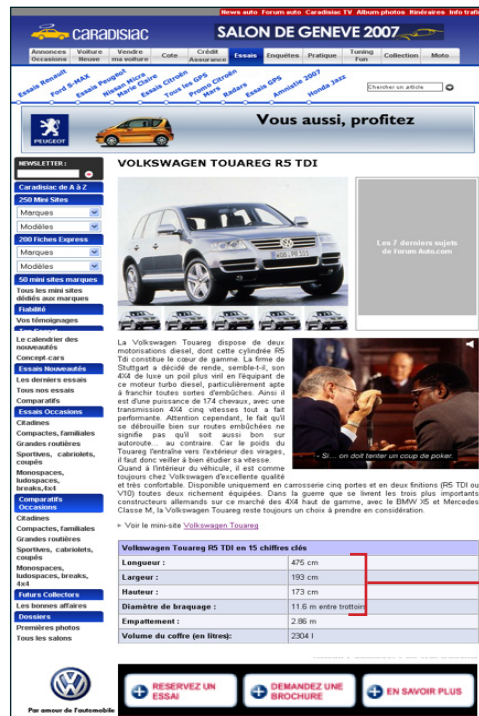 News auto Forum auto Caradisiac TV Album photos Itinéraires Info trafic
CARADISIAC
SALON DE GENEVE 2007
Annonces Occasions
Voiture Neuve
Vendre ma voiture
Cote
Crédit Assurance
Essais
Enquêtes
Pratique
Tuning Fun
Collection
Moto
Essais Renault
Ford S-MAX
Essais Peugeot
Nissan Micra
Marie Claire
Essais Citroën
Tous les GPS
Promo Citroën
Mars
Radars
Essais GPS
Amnistie 2007
Honda Jazz
Chercher un article
PEUGEOT
Vous aussi, profitez
NEWSLETTER :
Caradisiac de A à Z
250 Mini Sites
Marques
Modèles
200 Fiches Express
Marques
Modèles
50 mini sites marques
Tous les mini sites
dédiés aux marques
Fiabilité
Vos témoignages
Le calendrier des
nouveautés
Concept-cars
Essais Nouveautés
Les derniers essais
Tous nos essais
Comparatifs
Essais Occasions
Citadines
Compactes, familiales
Grandes routières
Sportives, cabriolets,
coupés
Monospaces,
ludospaces,
breaks,4x4
Comparatifs
Occasions
Citadines
Compactes, familiales
Grandes routières
Sportives, cabriolets,
coupés
Monospaces,
ludospaces, breaks,
4x4
Futurs Collectors
Les bonnes affaires
Dossiers
Premières photos
Tous les salons
VOLKSWAGEN TOUAREG R5 TDI
Les 7 derniers sujets
de Forum Auto.com
La Volkswagen Touareg dispose de deux
motorisations diesel, dont cette cylindrée R5
Tdi constitue le cœur de gamme. La firme de
Stuttgart a décidé de rende, semble-t-il, son
4X4 de luxe un poil plus viril en l'équipant de
ce moteur turbo diesel, particulièrement apte
à franchir toutes sortes d'embûches. Ainsi il
est d'une puissance de 174 chevaux, avec une
transmission 4X4 cinq vitesses tout a fait
performante. Attention cependant, le fait qu'il
se débrouille bien sur routes embûchées ne
signifie pas qu'il soit aussi bon sur
autoroute... au contraire. Car le poids du
Touareg l'entraîne vers l'extérieur des virages,
il faut donc veiller à bien étudier sa vitesse.
Quand à l'intérieur du véhicule, il est comme
toujours chez Volkswagen d'excellente qualité
et très confortable. Disponible uniquement en carrosserie cinq portes et en deux finitions (R5 TDI ou
V10) toutes deux richement équipées. Dans la guerre que se livrent les trois plus importants
constructeurs allemands sur ce marché des 4X4 haut de gamme, avec le BMW X5 et Mercedes
Classe M, la Volkswagen Touareg reste toujours un choix à prendre en considération.
- Si... on doit tenter un coup de poker.
Voir le mini-site Volkswagen Touareg
Volkswagen Touareg R5 TDI en 15 chiffres clés
Longueur : 475 cm
Largeur : 193 cm
Hauteur : 173 cm
Diamètre de braquage : 11.6 m entre trottoirs
Empattement : 2.86 m
Volume du coffre (en litres): 2304 l
Par amour de l'automobile
RESERVEZ UN
ESSAI
DEMANDEZ UNE
BROCHURE
EN SAVOIR PLUS